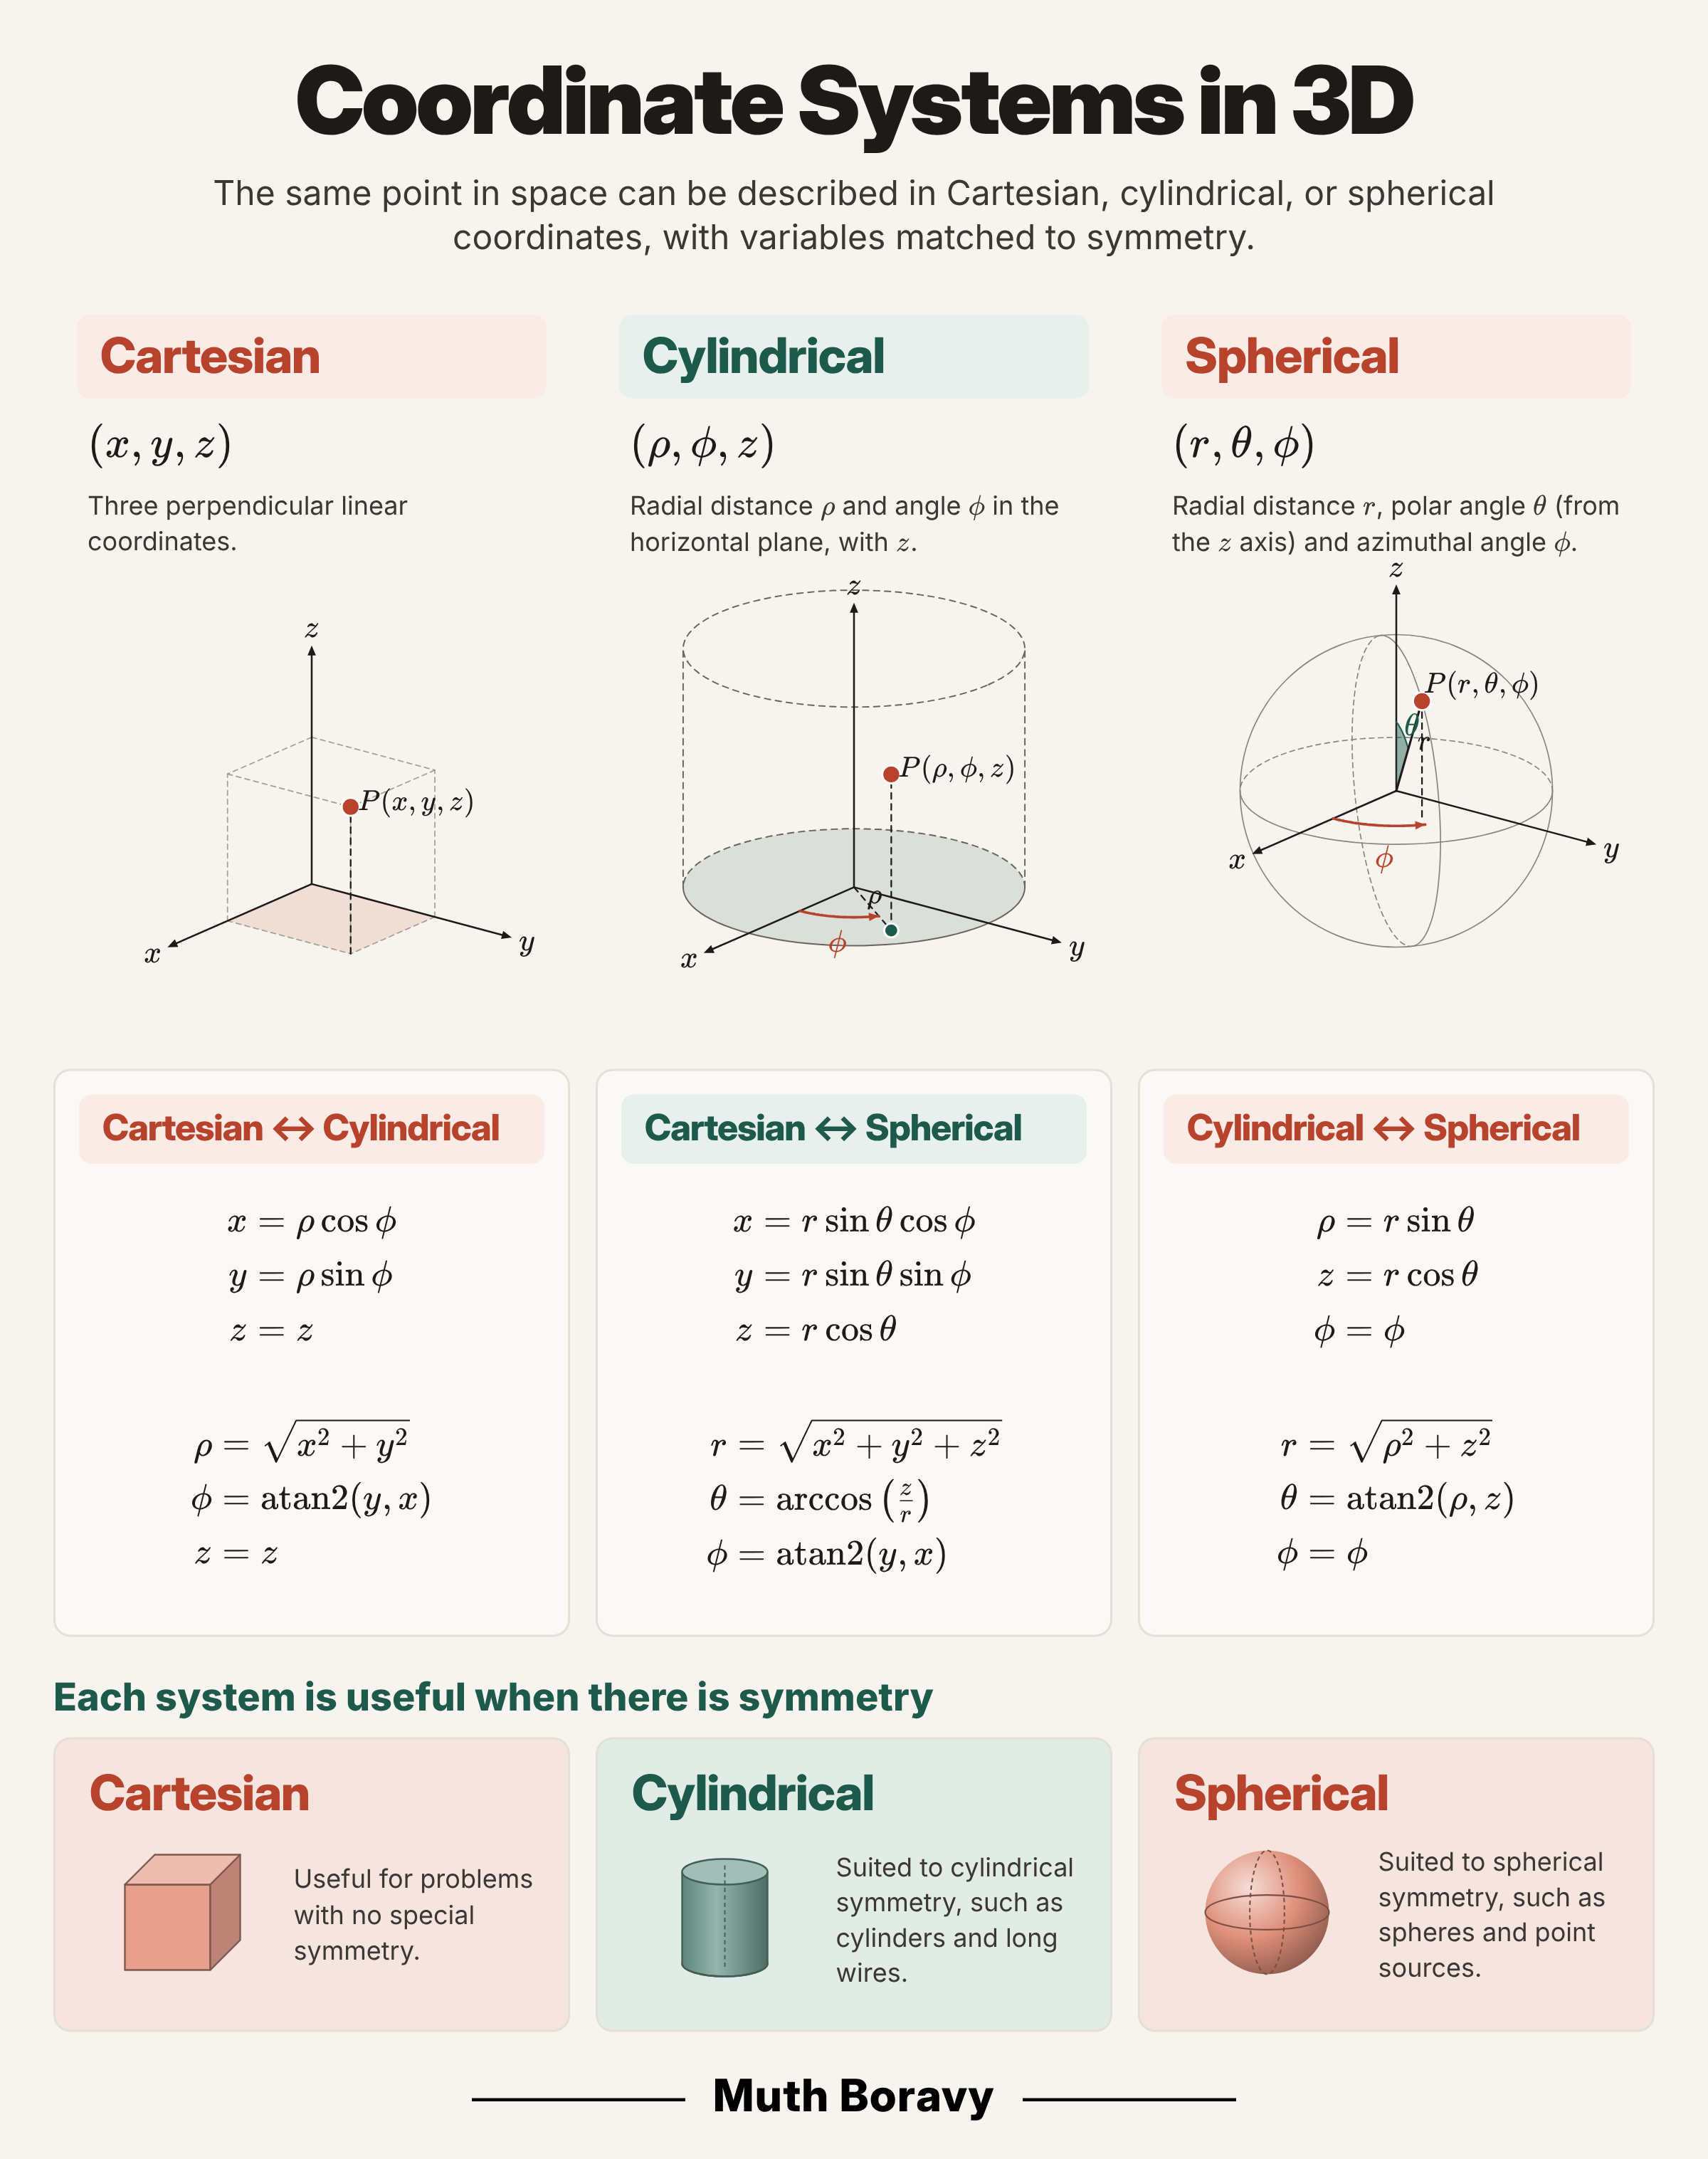 Coordinate Systems in 3D
The same point in space can be described in Cartesian, cylindrical, or spherical
coordinates, with variables matched to symmetry.
Cartesian
(x, y, z)
Three perpendicular linear
coordinates.
z
P(x, y, z)
x
y
Cylindrical
(ρ, ϕ, z)
Radial distance ρ and angle ϕ in the
horizontal plane, with z.
z
P(ρ, ϕ, z)
ρ
ϕ
x
y
Spherical
(r, θ, ϕ)
Radial distance r, polar angle θ (from
the z axis) and azimuthal angle ϕ.
z
P(r, θ, ϕ)
θ
r
x
ϕ
y
Cartesian ↔ Cylindrical
x = ρ cos ϕ
y = ρ sin ϕ
z = z
ρ = √(x² + y²)
ϕ = atan2(y, x)
z = z
Cartesian ↔ Spherical
x = r sin θ cos ϕ
y = r sin θ sin ϕ
z = r cos θ
r = √(x² + y² + z²)
θ = arccos (z/r)
ϕ = atan2(y, x)
Cylindrical ↔ Spherical
ρ = r sin θ
z = r cos θ
ϕ = ϕ
r = √(ρ² + z²)
θ = atan2(ρ, z)
ϕ = ϕ
Each system is useful when there is symmetry
Cartesian
Useful for problems
with no special
symmetry.
Cylindrical
Suited to cylindrical
symmetry, such as
cylinders and long
wires.
Spherical
Suited to spherical
symmetry, such as
spheres and point
sources.
Muth Boravy